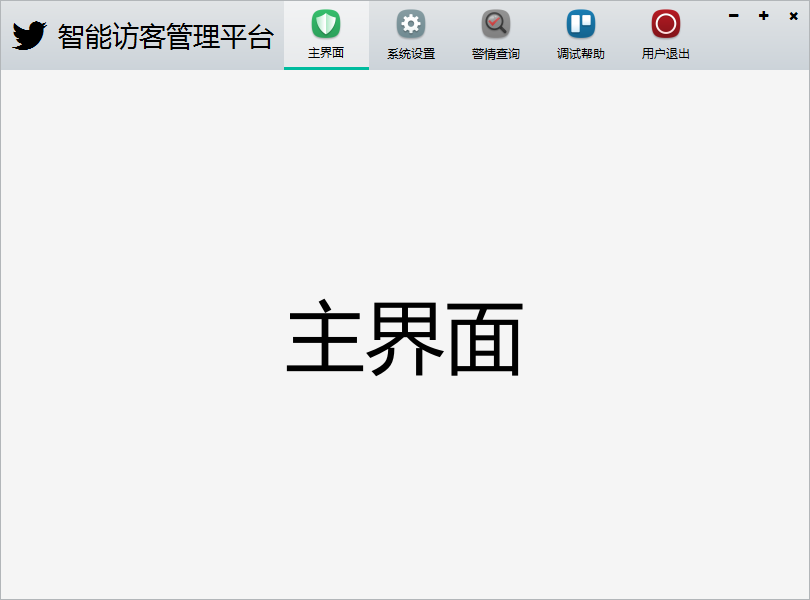 智能访客管理平台
主界面
系统设置
警情查询
调试帮助
用户退出
主界面